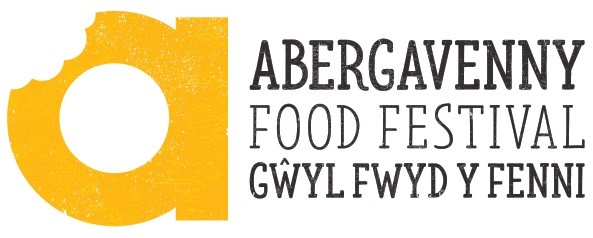 a
ABERGAVENNY
FOOD FESTIVAL
GŴYL FWYD Y FENNI